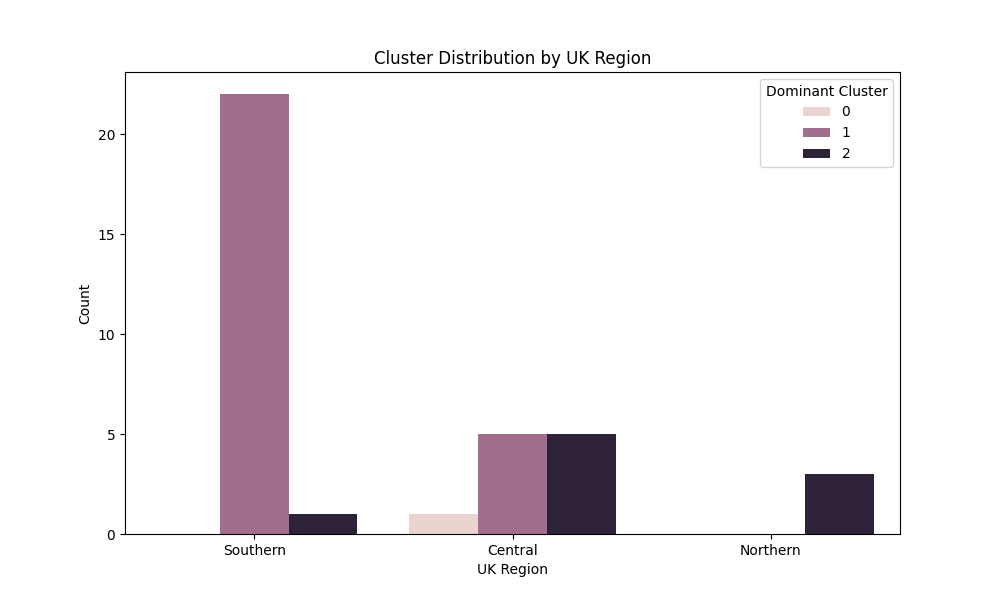 Cluster Distribution by UK Region
Dominant Cluster
0
1
2
20
15
10
5
0
Count
Southern
Central
Northern
UK Region